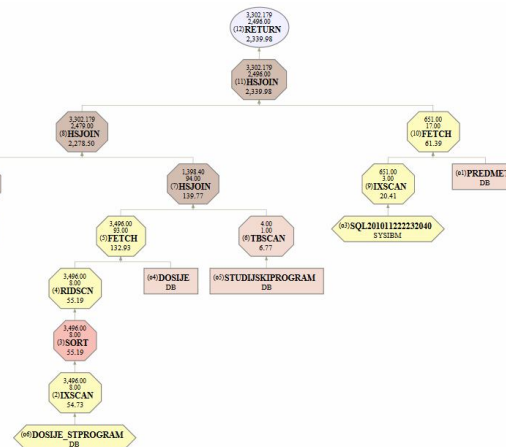 3,302.179
2,496.00
(12)RETURN
2,339.98
3,302.179
2,496.00
(11)HSJOIN
2,339.98
3,302.179
2,479.00
(8)HSJOIN
2,278.50
651.00
17.00
(10)FETCH
61.39
1,398.40
94.00
(7)HSJOIN
139.77
651.00
3.00
(9)IXSCAN
20.41
(o1)PREDMET
DB
3,496.00
93.00
(5)FETCH
132.93
4.00
1.00
(6)TBSCAN
6.77
(o3)SQL201011222232040
SYSIBM
3,496.00
8.00
(4)RIDSCN
55.19
(o4)DOSIJE
DB
(o5)STUDIJSKIPROGRAM
DB
3,496.00
8.00
(3)SORT
55.19
3,496.00
8.00
(2)IXSCAN
54.73
(o6)DOSIJE_STPROGRAM
DB